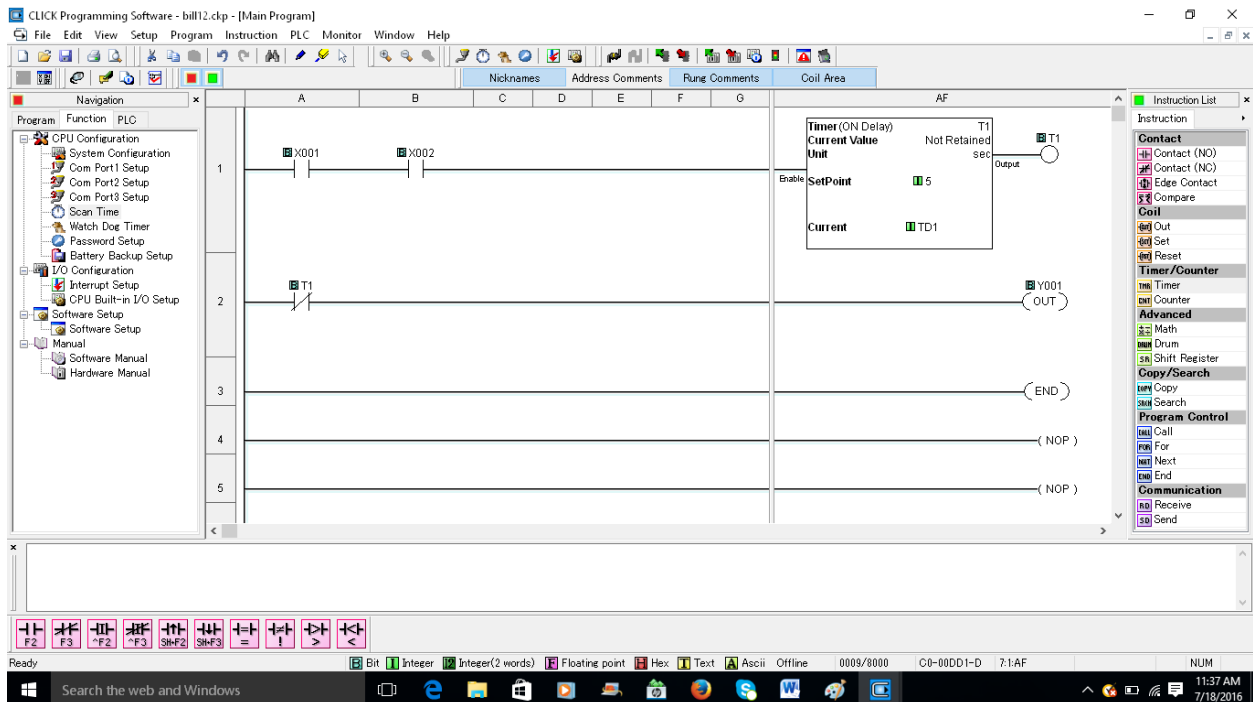 CLICK Programming Software - bill12.ckp - [Main Program]
File Edit View Setup Program Instruction PLC Monitor Window Help
Nicknames Address Comments Rung Comments Coil Area
Navigation
Program Function PLC
CPU Configuration
System Configuration
Com Port1 Setup
Com Port2 Setup
Com Port3 Setup
Scan Time
Watch Dog Timer
Password Setup
Battery Backup Setup
I/O Configuration
Interrupt Setup
CPU Built-in I/O Setup
Software Setup
Software Setup
Manual
Software Manual
Hardware Manual
A B C D E F G AF
1
X001 X002
Timer (ON Delay) T1
Current Value Not Retained
Unit sec
Enable SetPoint 5
Current TD1
Output
T1
2
T1
Y001
OUT
3
END
4
NOP
5
NOP
Instruction List
Instruction
Contact
Contact (NO)
Contact (NC)
Edge Contact
Compare
Coil
Out
Set
Reset
Timer/Counter
Timer
Counter
Advanced
Math
Drum
Shift Register
Copy/Search
Copy
Search
Program Control
Call
For
Next
End
Communication
Receive
Send
F2 F3 ^F2 ^F3 SH+F2 SH+F3 = ! > <
Ready
B Bit I Integer I2 Integer(2 words) F Floating point H Hex T Text A Ascii Offline 0009/8000 C0-00DD1-D 7:1:AF NUM
Search the web and Windows
11:37 AM
7/18/2016